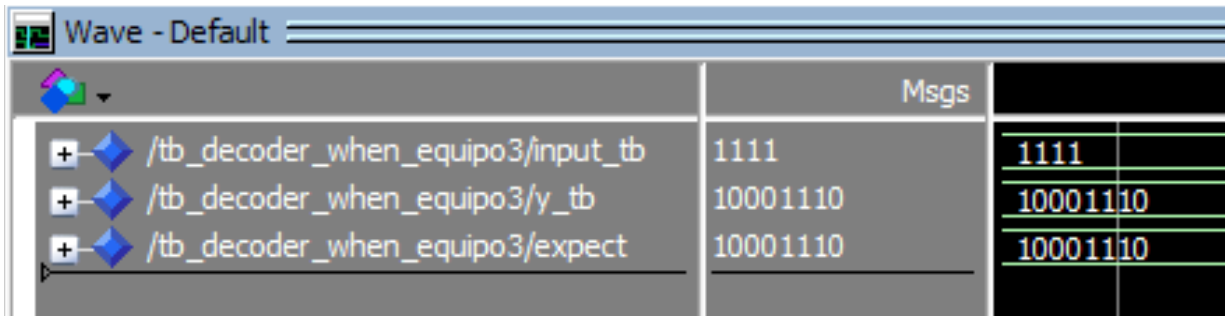 Wave - Default
Msgs
/tb_decoder_when_equipo3/input_tb 1111 1111
/tb_decoder_when_equipo3/y_tb 10001110 10001110
/tb_decoder_when_equipo3/expect 10001110 10001110